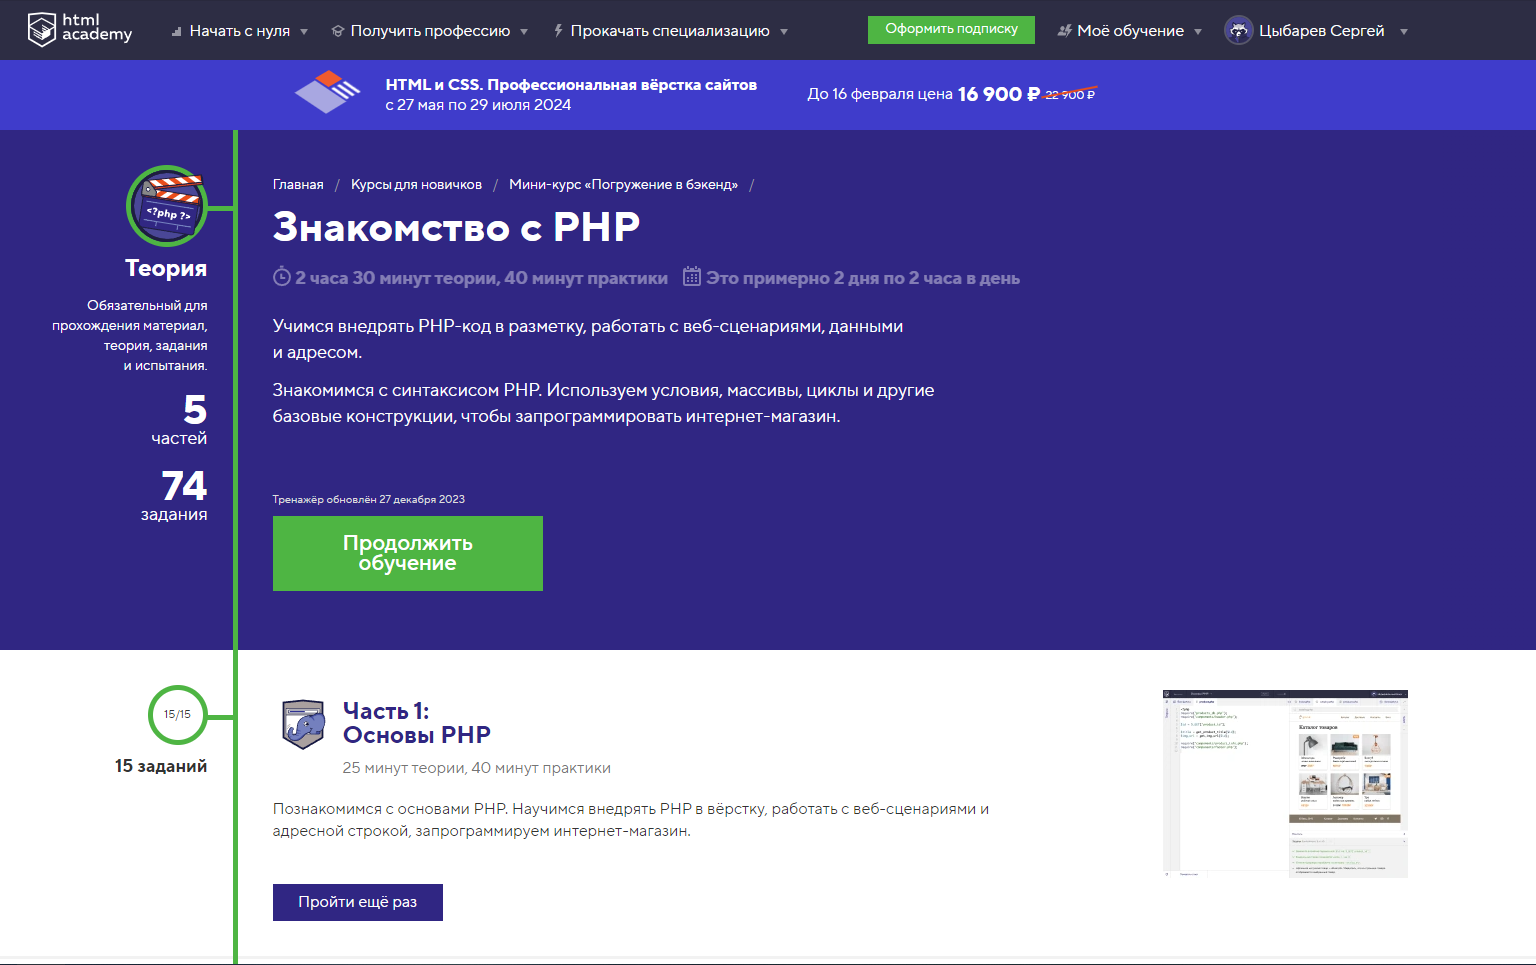 html academy
Начать с нуля
Получить профессию
Прокачать специализацию
Оформить подписку
Моё обучение
Цыбарев Сергей
HTML и CSS. Профессиональная вёрстка сайтов
с 27 мая по 29 июля 2024
До 16 февраля цена 16 900 ₽ 22 900 ₽
<?php ?>
Теория
Обязательный для
прохождения материал,
теория, задания
и испытания.
5
частей
74
задания
Главная / Курсы для новичков / Мини-курс «Погружение в бэкенд» /
Знакомство с PHP
2 часа 30 минут теории, 40 минут практики
Это примерно 2 дня по 2 часа в день
Учимся внедрять PHP-код в разметку, работать с веб-сценариями, данными
и адресом.
Знакомимся с синтаксисом PHP. Используем условия, массивы, циклы и другие
базовые конструкции, чтобы запрограммировать интернет-магазин.
Тренажёр обновлён 27 декабря 2023
Продолжить
обучение
15/15
15 заданий
Часть 1:
Основы PHP
25 минут теории, 40 минут практики
Познакомимся с основами PHP. Научимся внедрять PHP в вёрстку, работать с веб-сценариями и
адресной строкой, запрограммируем интернет-магазин.
Пройти ещё раз
Каталог товаров